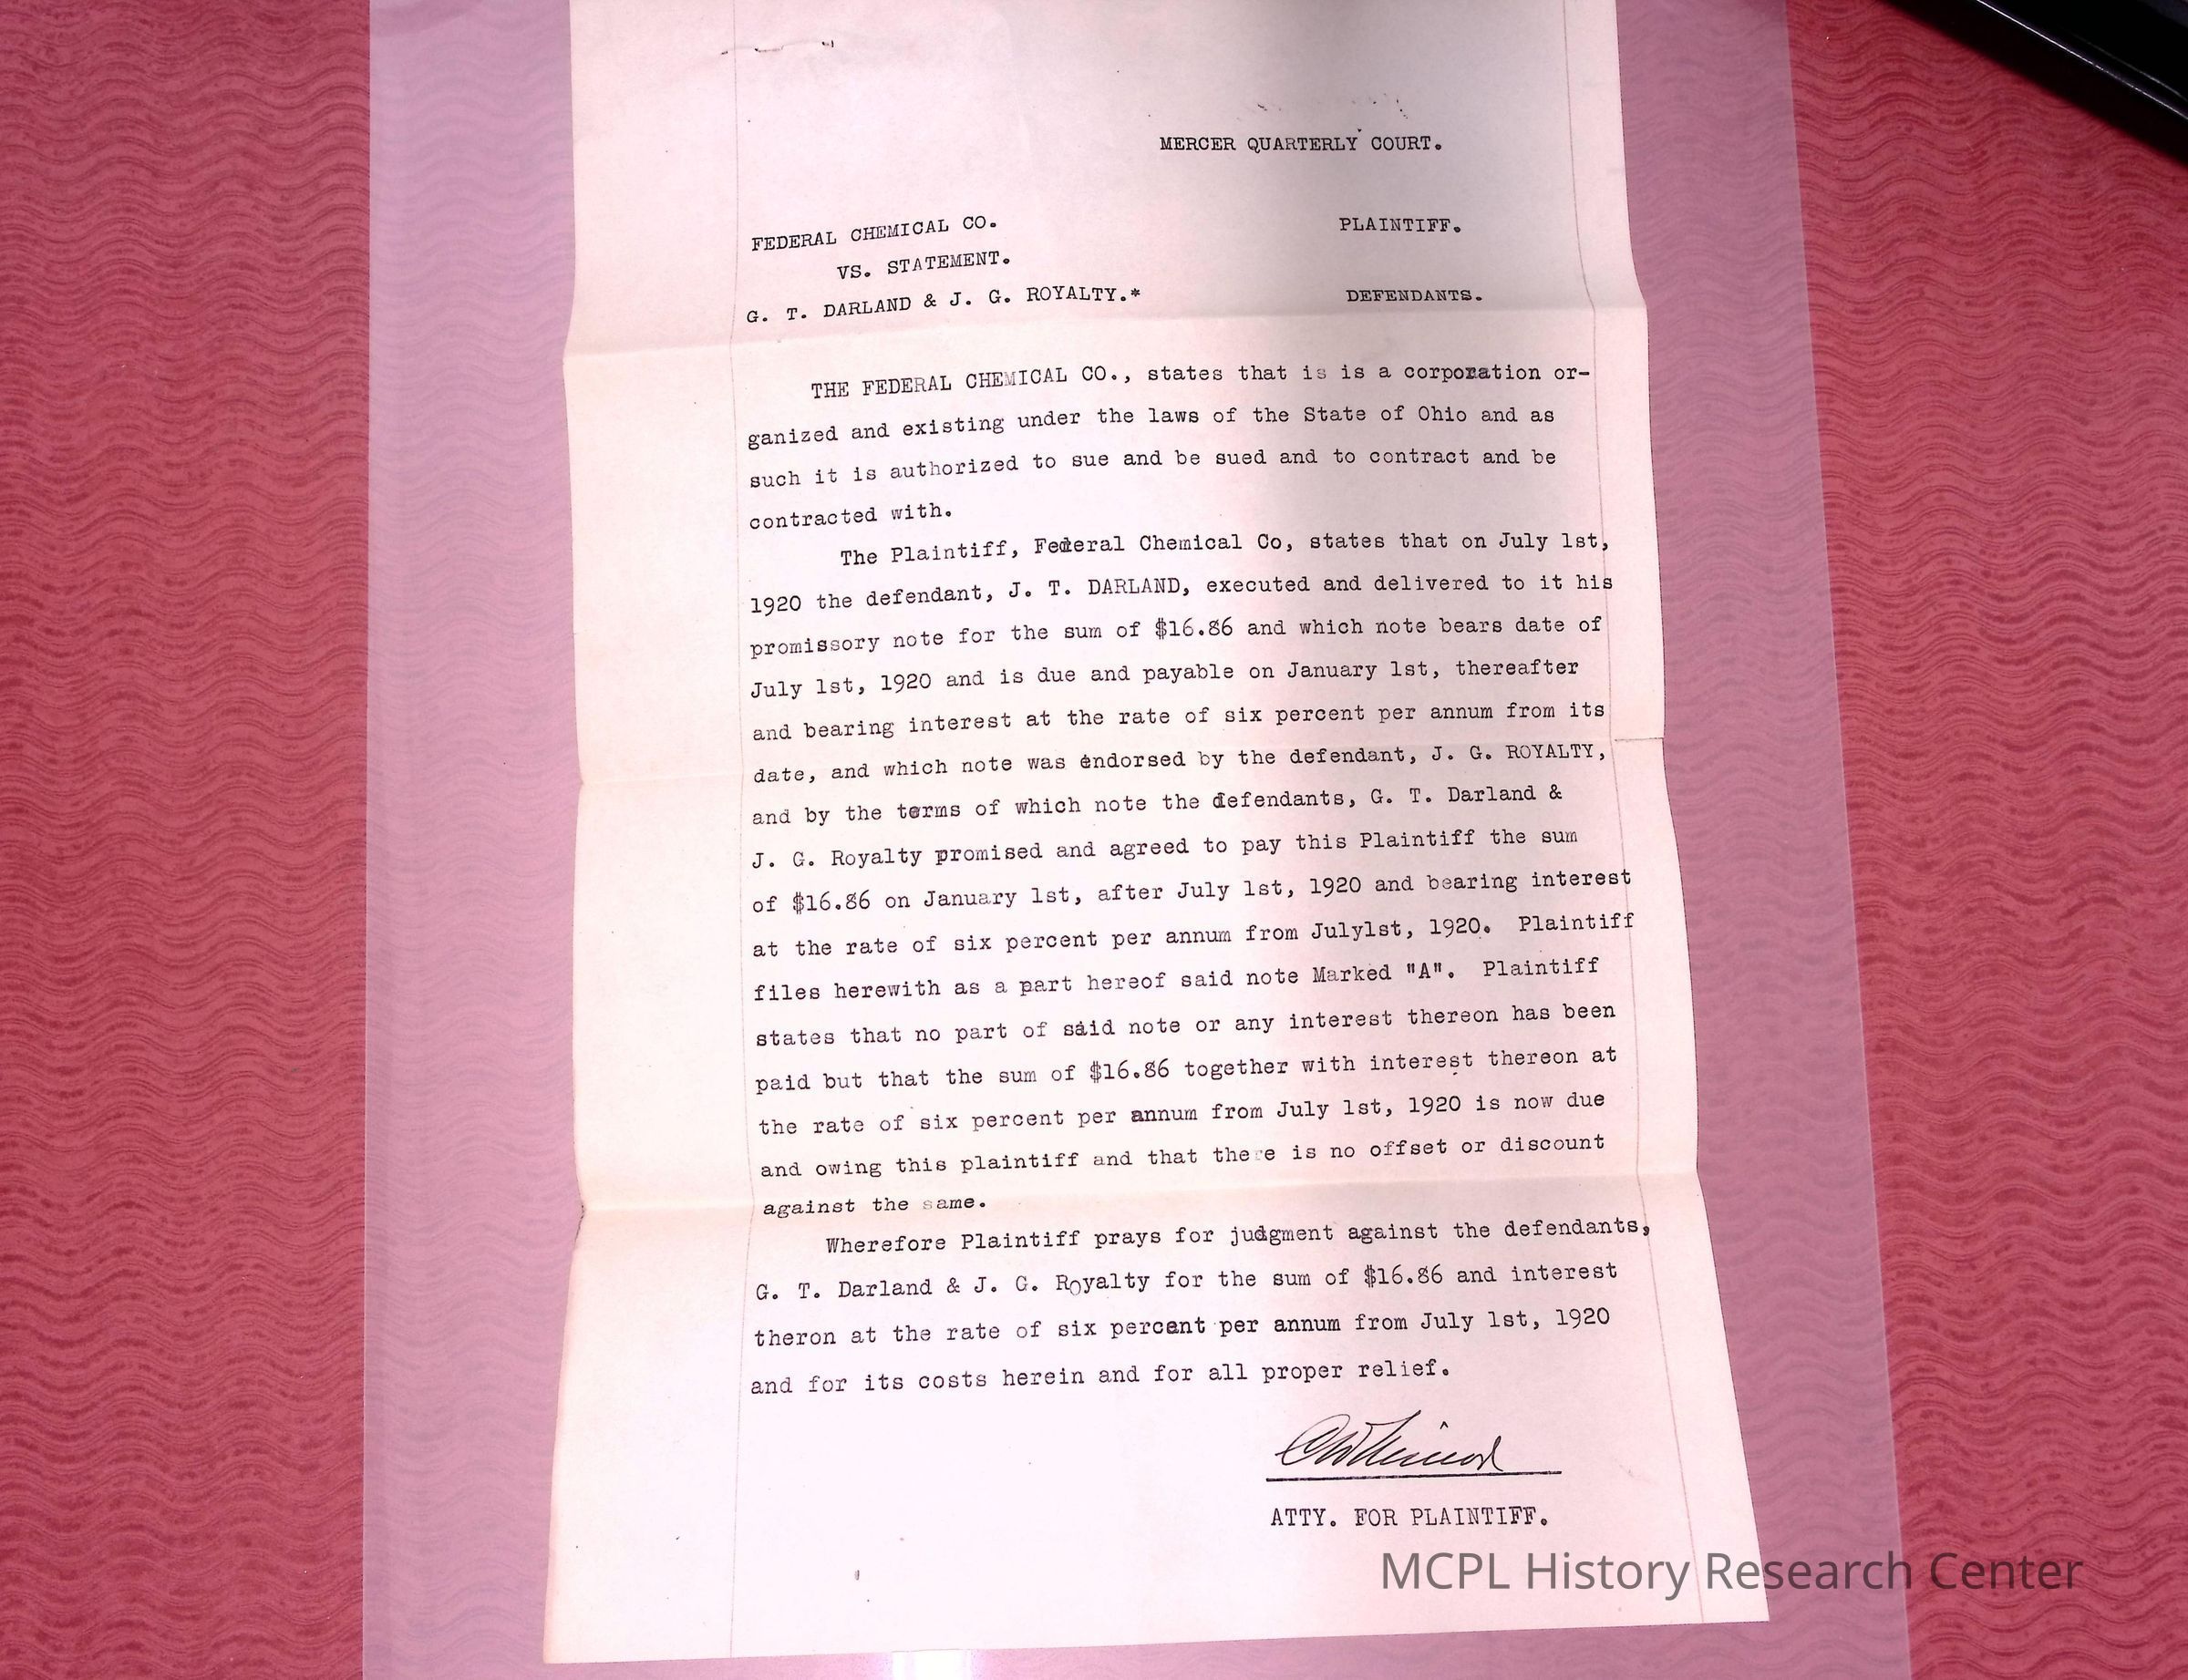 MERCER QUARTERLY COURT.
FEDERAL CHEMICAL CO. PLAINTIFF.
VS. STATEMENT.
G. T. DARLAND & J. G. ROYALTY.* DEFENDANTS.
THE FEDERAL CHEMICAL CO., states that is is a corporation or-
ganized and existing under the laws of the State of Ohio and as
such it is authorized to sue and be sued and to contract and be
contracted with.
The Plaintiff, Federal Chemical Co, states that on July 1st,
1920 the defendant, J. T. DARLAND, executed and delivered to it his
promissory note for the sum of $16.86 and which note bears date of
July 1st, 1920 and is due and payable on January 1st, thereafter
and bearing interest at the rate of six percent per annum from its
date, and which note was endorsed by the defendant, J. G. ROYALTY,
and by the terms of which note the defendants, G. T. Darland &
J. G. Royalty promised and agreed to pay this Plaintiff the sum
of $16.86 on January 1st, after July 1st, 1920 and bearing interest
at the rate of six percent per annum from July1st, 1920. Plaintiff
files herewith as a part hereof said note Marked "A". Plaintiff
states that no part of said note or any interest thereon has been
paid but that the sum of $16.86 together with interest thereon at
the rate of six percent per annum from July 1st, 1920 is now due
and owing this plaintiff and that there is no offset or discount
against the same.
Wherefore Plaintiff prays for judgment against the defendants,
G. T. Darland & J. G. Royalty for the sum of $16.86 and interest
theron at the rate of six percent per annum from July 1st, 1920
and for its costs herein and for all proper relief.
ATTY. FOR PLAINTIFF.
MCPL History Research Center